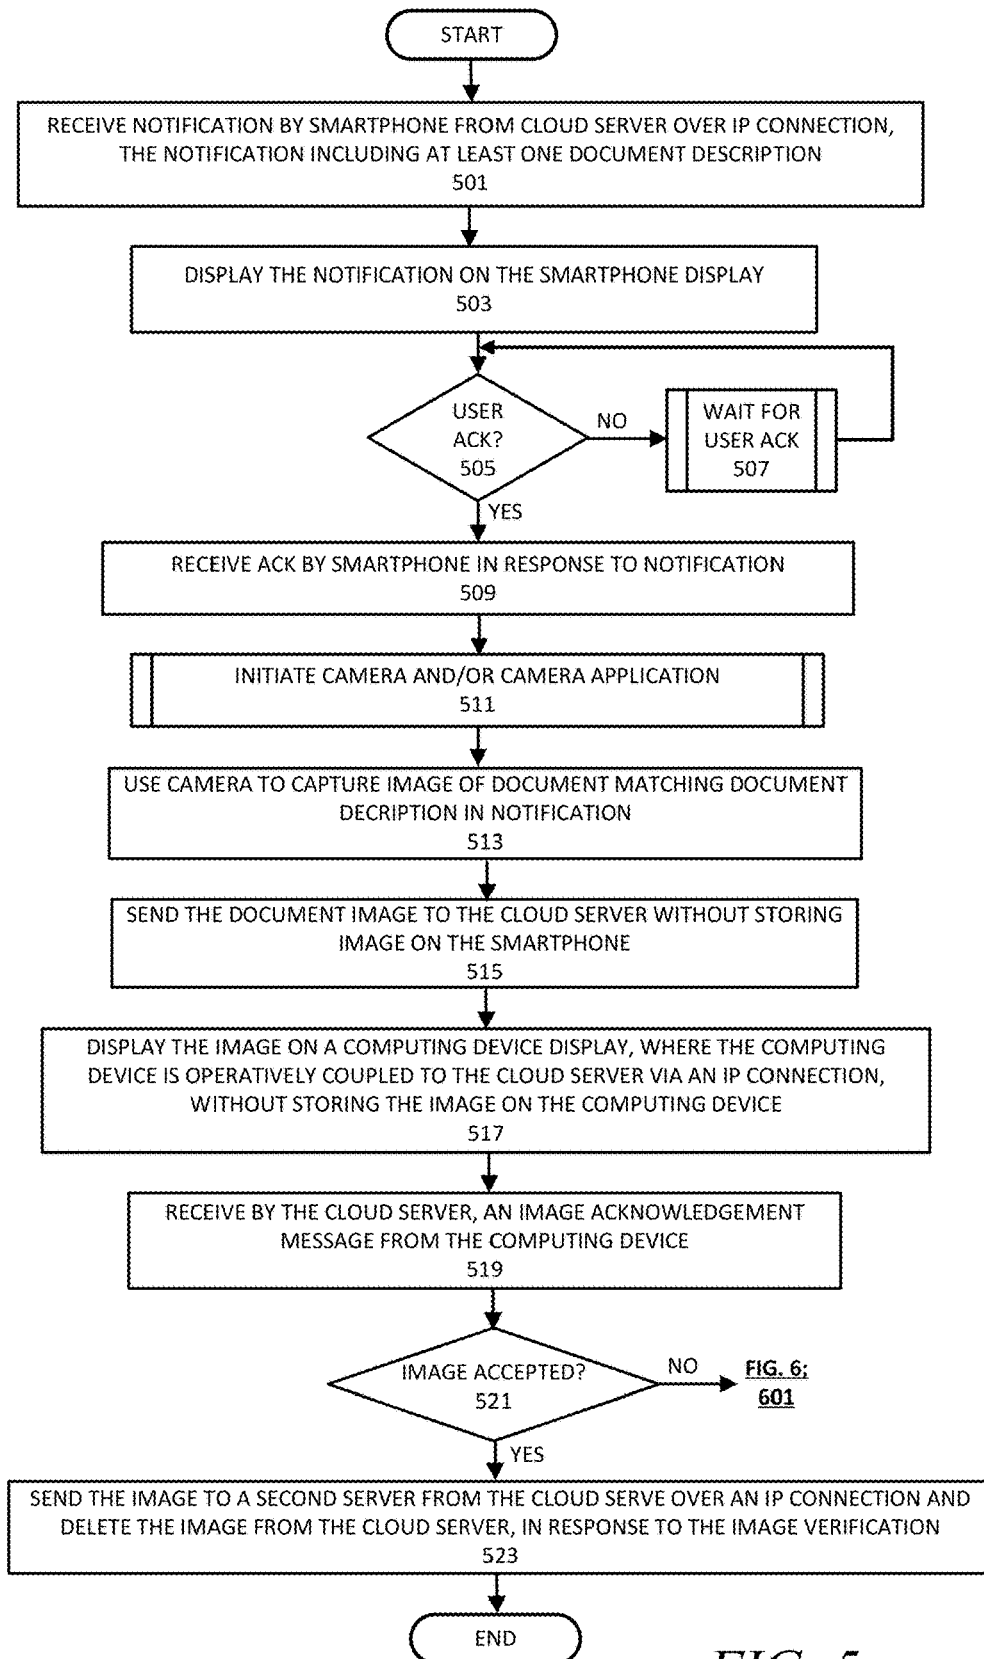 START
RECEIVE NOTIFICATION BY SMARTPHONE FROM CLOUD SERVER OVER IP CONNECTION,
THE NOTIFICATION INCLUDING AT LEAST ONE DOCUMENT DESCRIPTION
501
DISPLAY THE NOTIFICATION ON THE SMARTPHONE DISPLAY
503
USER
ACK?
505
NO
WAIT FOR
USER ACK
507
YES
RECEIVE ACK BY SMARTPHONE IN RESPONSE TO NOTIFICATION
509
INITIATE CAMERA AND/OR CAMERA APPLICATION
511
USE CAMERA TO CAPTURE IMAGE OF DOCUMENT MATCHING DOCUMENT
DECRIPTION IN NOTIFICATION
513
SEND THE DOCUMENT IMAGE TO THE CLOUD SERVER WITHOUT STORING
IMAGE ON THE SMARTPHONE
515
DISPLAY THE IMAGE ON A COMPUTING DEVICE DISPLAY, WHERE THE COMPUTING
DEVICE IS OPERATIVELY COUPLED TO THE CLOUD SERVER VIA AN IP CONNECTION,
WITHOUT STORING THE IMAGE ON THE COMPUTING DEVICE
517
RECEIVE BY THE CLOUD SERVER, AN IMAGE ACKNOWLEDGEMENT
MESSAGE FROM THE COMPUTING DEVICE
519
IMAGE ACCEPTED?
521
NO
FIG. 6;
601
YES
SEND THE IMAGE TO A SECOND SERVER FROM THE CLOUD SERVE OVER AN IP CONNECTION AND
DELETE THE IMAGE FROM THE CLOUD SERVER, IN RESPONSE TO THE IMAGE VERIFICATION
523
END